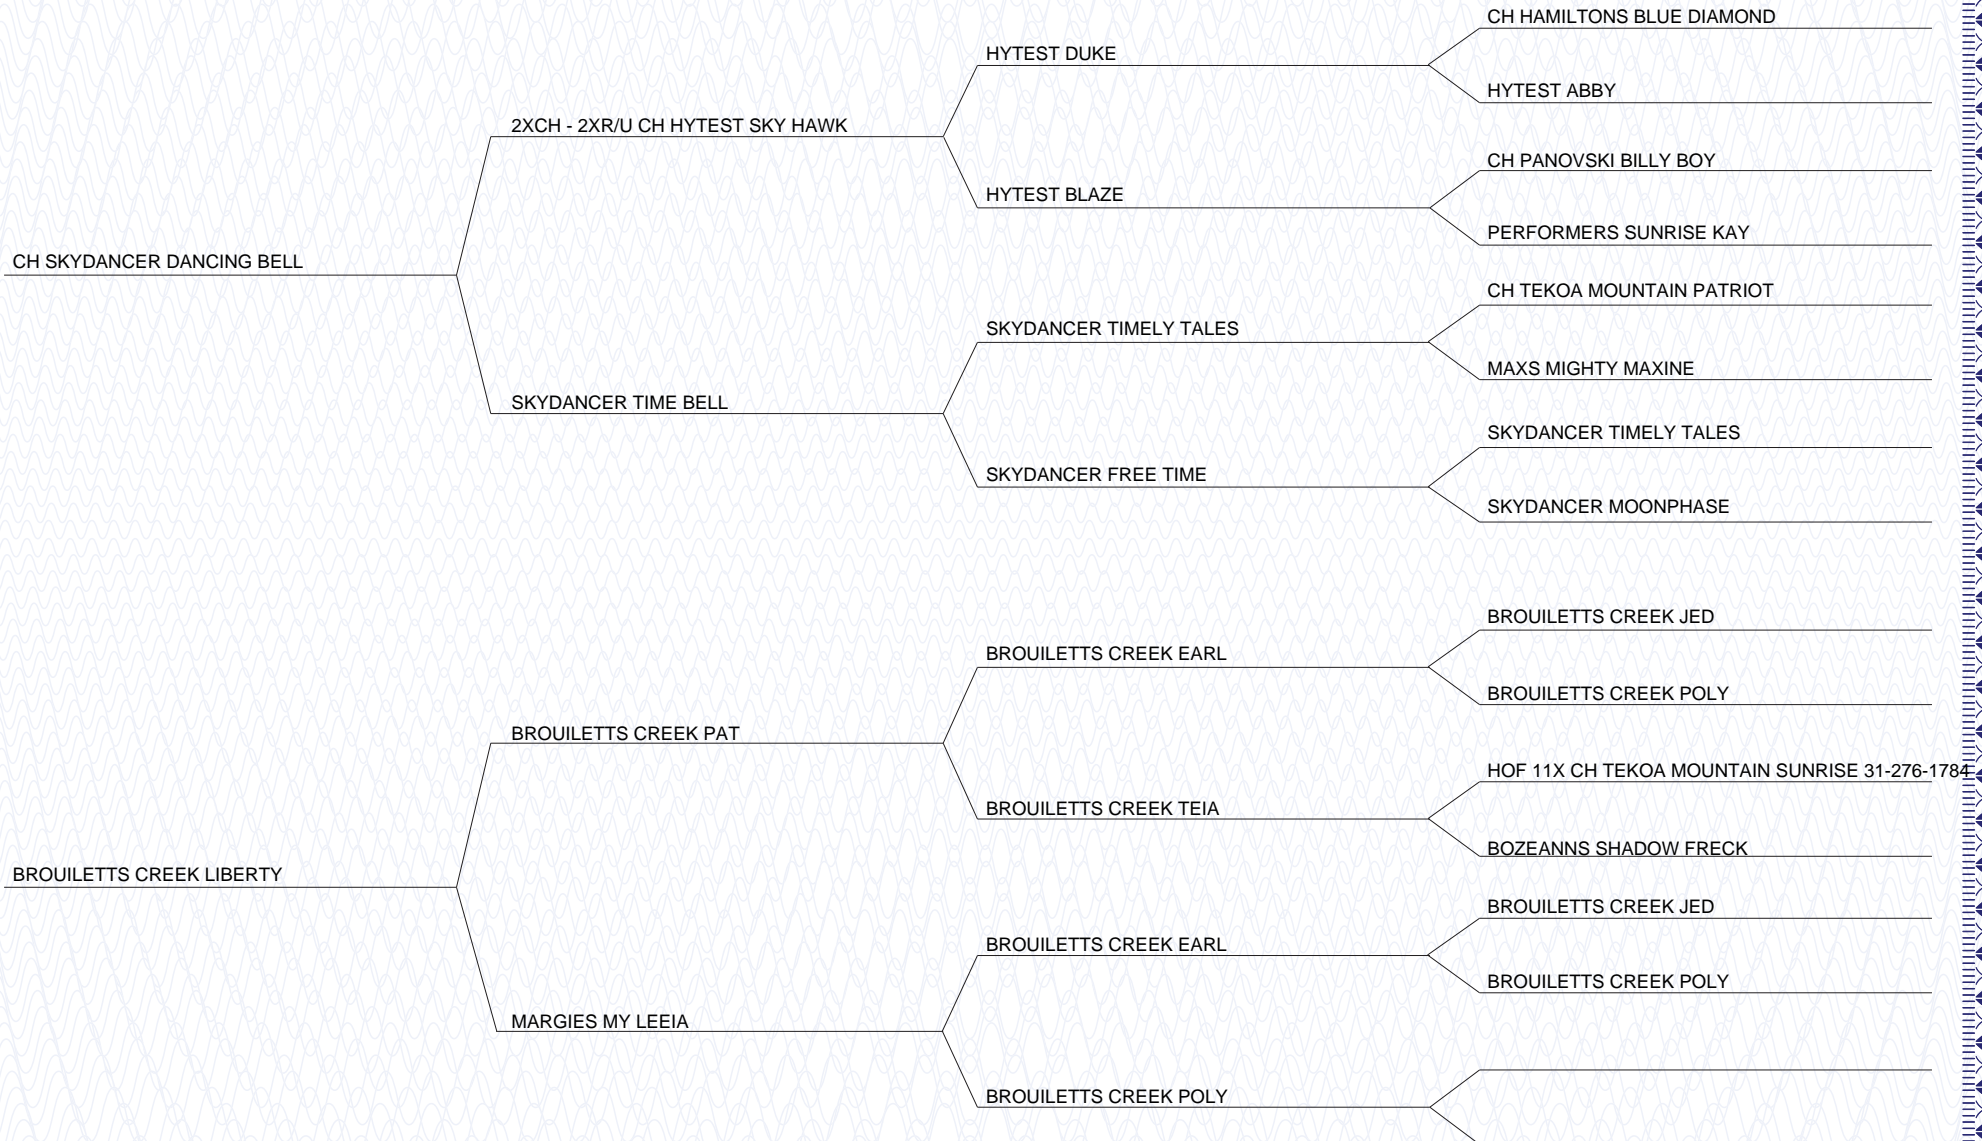 CH HAMILTONS BLUE DIAMOND
HYTEST DUKE
HYTEST ABBY
2XCH - 2XR/U CH HYTEST SKY HAWK
CH PANOVSKI BILLY BOY
HYTEST BLAZE
PERFORMERS SUNRISE KAY
CH SKYDANCER DANCING BELL
CH TEKOA MOUNTAIN PATRIOT
SKYDANCER TIMELY TALES
MAXS MIGHTY MAXINE
SKYDANCER TIME BELL
SKYDANCER TIMELY TALES
SKYDANCER FREE TIME
SKYDANCER MOONPHASE
BROUILETTS CREEK JED
BROUILETTS CREEK EARL
BROUILETTS CREEK POLY
BROUILETTS CREEK PAT
HOF 11X CH TEKOA MOUNTAIN SUNRISE 31-276-1784
BROUILETTS CREEK TEIA
BOZEANNS SHADOW FRECK
BROUILETTS CREEK LIBERTY
BROUILETTS CREEK JED
BROUILETTS CREEK EARL
BROUILETTS CREEK POLY
MARGIES MY LEEIA
BROUILETTS CREEK POLY